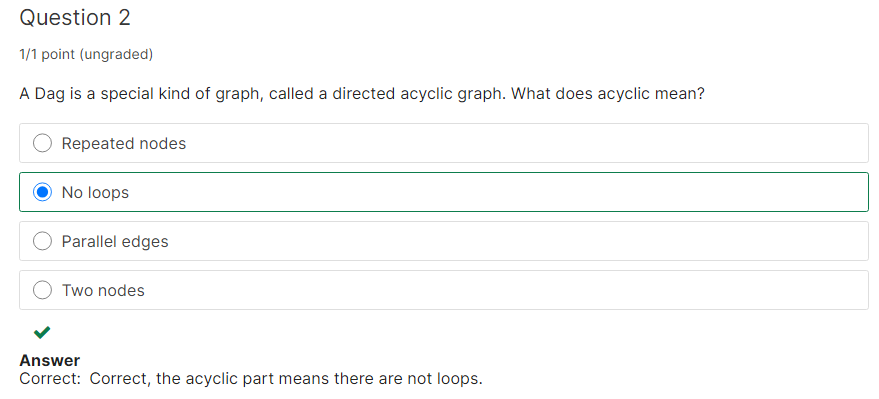 Question 2
1/1 point (ungraded)
A Dag is a special kind of graph, called a directed acyclic graph. What does acyclic mean?
Repeated nodes
No loops
Parallel edges
Two nodes
Answer
Correct: Correct, the acyclic part means there are not loops.